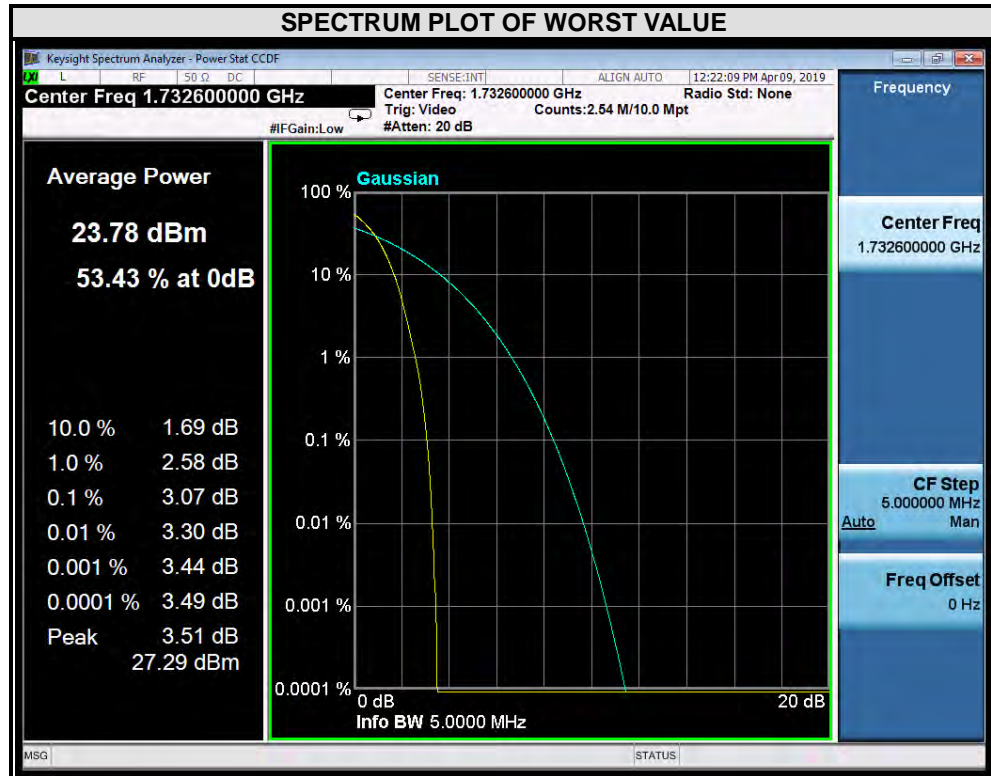 SPECTRUM PLOT OF WORST VALUE
Keysight Spectrum Analyzer - Power Stat CCDF
LXI L RF 50 Ω DC SENSE:INT ALIGN AUTO 12:22:09 PM Apr 09, 2019
Center Freq 1.732600000 GHz
Center Freq: 1.732600000 GHz Radio Std: None
Trig: Video Counts:2.54 M/10.0 Mpt
#IFGain:Low #Atten: 20 dB
Frequency
Average Power
23.78 dBm
53.43 % at 0dB
10.0 % 1.69 dB
1.0 % 2.58 dB
0.1 % 3.07 dB
0.01 % 3.30 dB
0.001 % 3.44 dB
0.0001 % 3.49 dB
Peak 3.51 dB
27.29 dBm
Gaussian
100 %
10 %
1 %
0.1 %
0.01 %
0.001 %
0.0001 %
0 dB 20 dB
Info BW 5.0000 MHz
Center Freq
1.732600000 GHz
CF Step
5.000000 MHz
Auto Man
Freq Offset
0 Hz
MSG STATUS